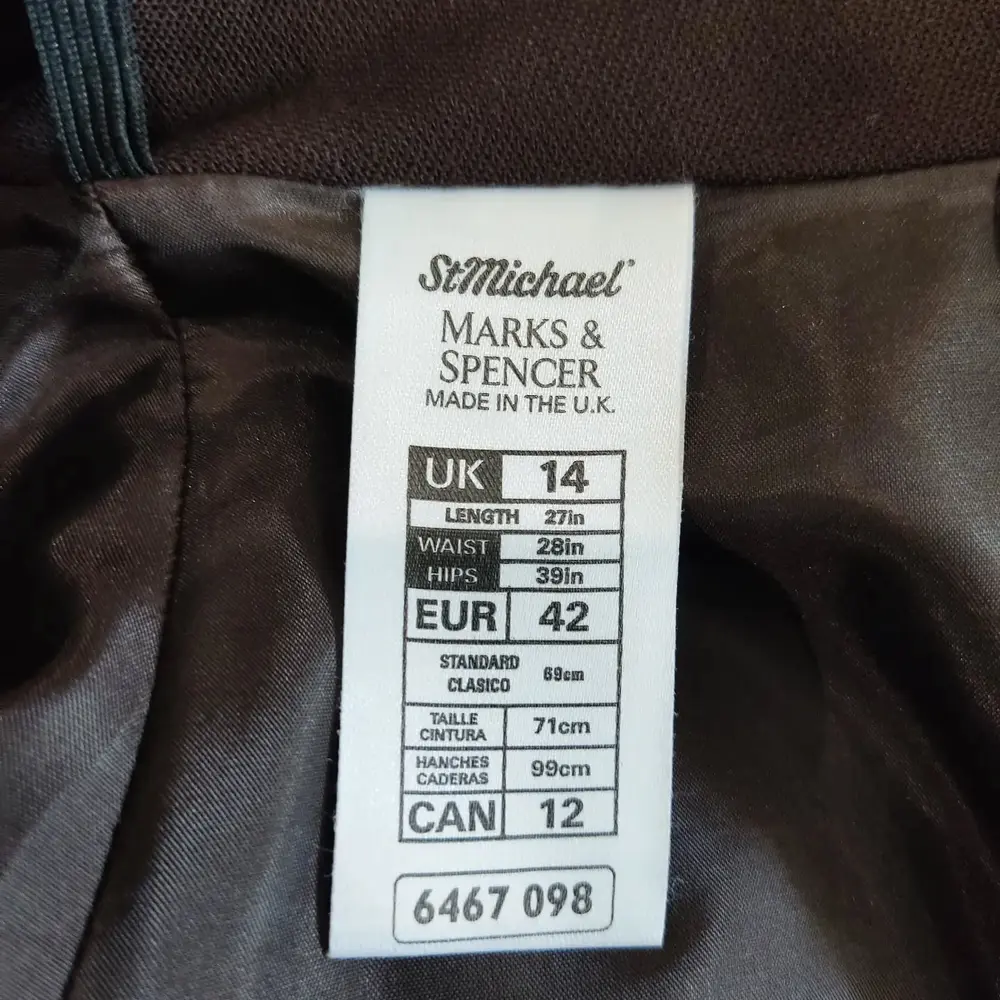 StMichael
MARKS &
SPENCER
MADE IN THE U.K.
UK 14
LENGTH 27in
WAIST 28in
HIPS 39in
EUR 42
STANDARD
CLASICO 69cm
TAILLE
CINTURA 71cm
HANCHES
CADERAS 99cm
CAN 12
6467 098